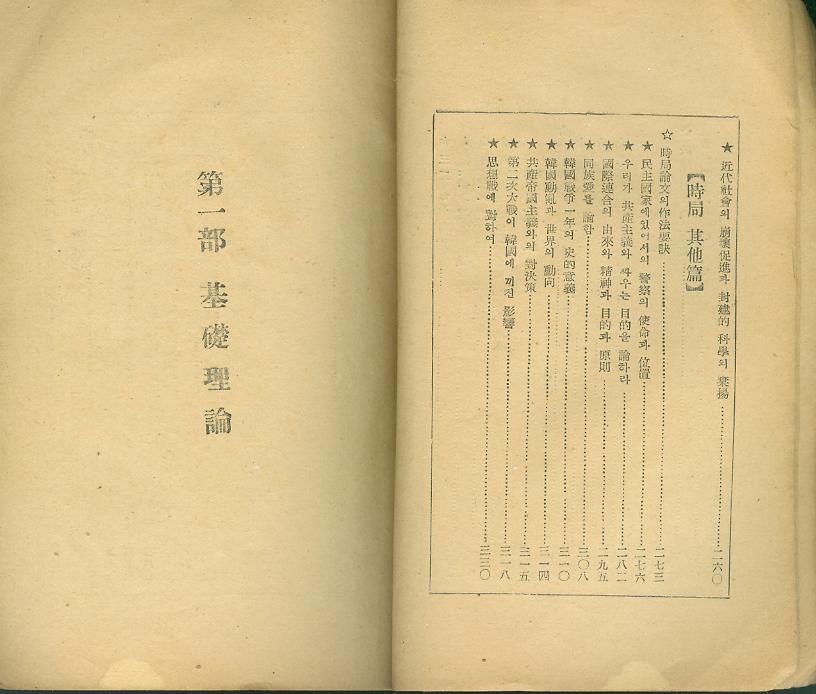 ★ 近代社會의 崩壞促進과 封建的 科學의 棄揚 二六〇
【時局 其他篇】
☆ 時局論文의 作法要訣 二七三
★ 民主國家에있어서의 警察의 使命과 位置 二七六
★ 우리가 共産主義와 싸우는 目的을 論하라 二八二
★ 國際連合의 由來와 精神과 目的과 原則 二九五
★ 同族愛를 論함 三〇八
★ 韓國戰爭一年의 史的意義 三一〇
★ 韓國動亂과 世界의 動向 三一四
★ 共産帝國主義와의 對決策 三一五
★ 第二次大戰이 韓國에 끼친 影響 三一八
★ 思想戰에 對하여 三二〇
第一部 基礎理論